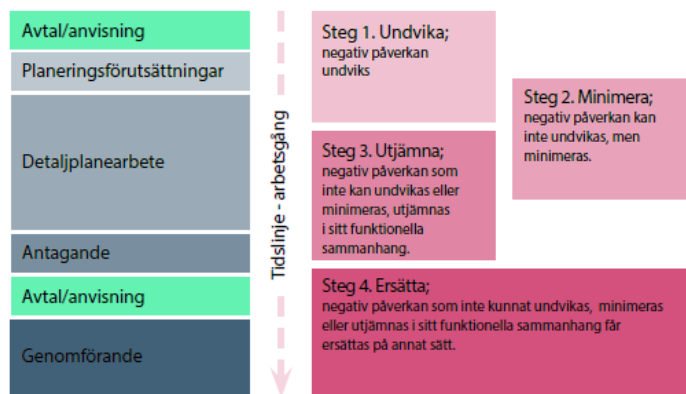 Avtal/anvisning
Planeringsförutsättningar
Detaljplanearbete
Antagande
Avtal/anvisning
Genomförande
Tidslinje - arbetsgång
Steg 1. Undvika;
negativ påverkan
undviks
Steg 2. Minimera;
negativ påverkan kan
inte undvikas, men
minimeras.
Steg 3. Utjämna;
negativ påverkan som
inte kan undvikas eller
minimeras, utjämnas
i sitt funktionella
sammanhang.
Steg 4. Ersätta;
negativ påverkan som inte kunnat undvikas, minimeras
eller utjämnas i sitt funktionella sammanhang får
ersättas på annat sätt.